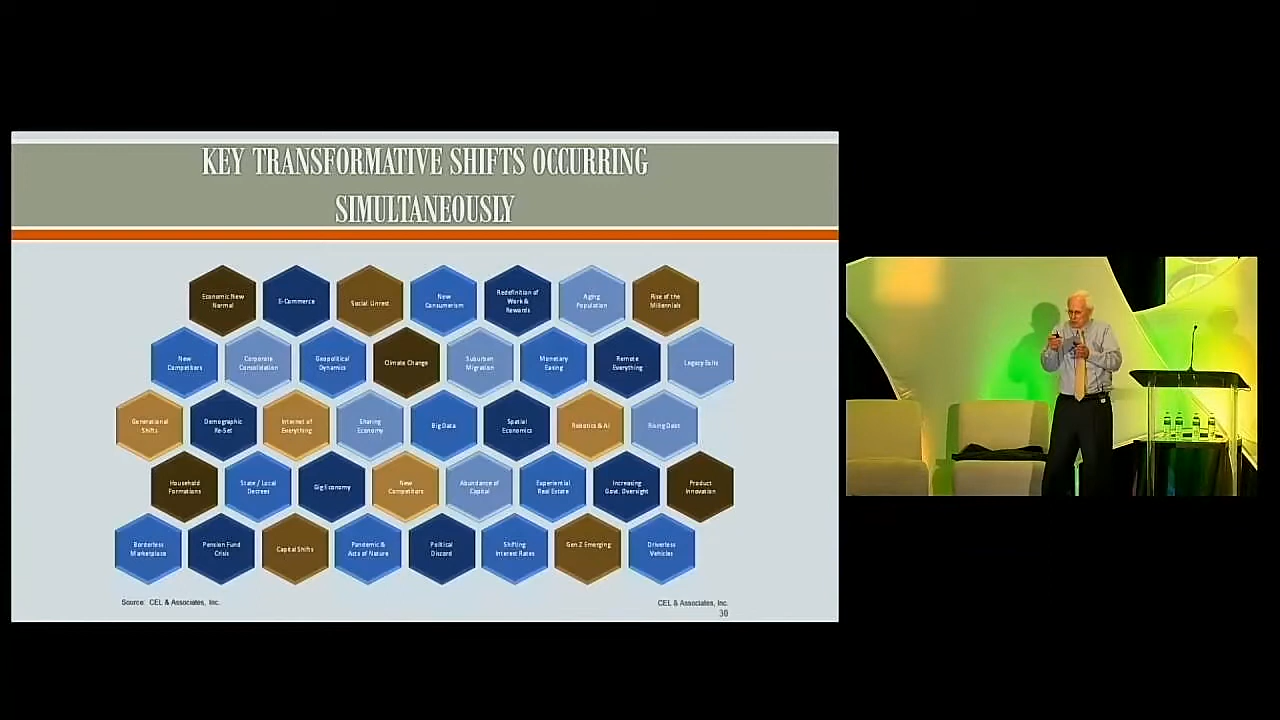 KEY TRANSFORMATIVE SHIFTS OCCURRING
SIMULTANEOUSLY
Economic New
Normal
E-Commerce
Social Unrest
New
Consumerism
Redefinition of
Work &
Rewards
Aging
Population
Rise of the
Millennials
New
Competitors
Corporate
Consolidation
Geopolitical
Dynamics
Climate Change
Suburban
Migration
Monetary
Easing
Remote
Everything
Legacy Exits
Generational
Shifts
Demographic
Re-Set
Internet of
Everything
Sharing
Economy
Big Data
Spatial
Economics
Robotics & AI
Rising Debt
Household
Formations
State / Local
Decrees
Gig Economy
New
Competitors
Abundance of
Capital
Experiential
Real Estate
Increasing
Govt. Oversight
Product
Innovation
Borderless
Marketplace
Pension Fund
Crisis
Capital Shifts
Pandemic &
Acts of Nature
Political
Discord
Shifting
Interest Rates
Gen Z Emerging
Driverless
Vehicles
Source: CEL & Associates, Inc.
CEL & Associates, Inc.
30